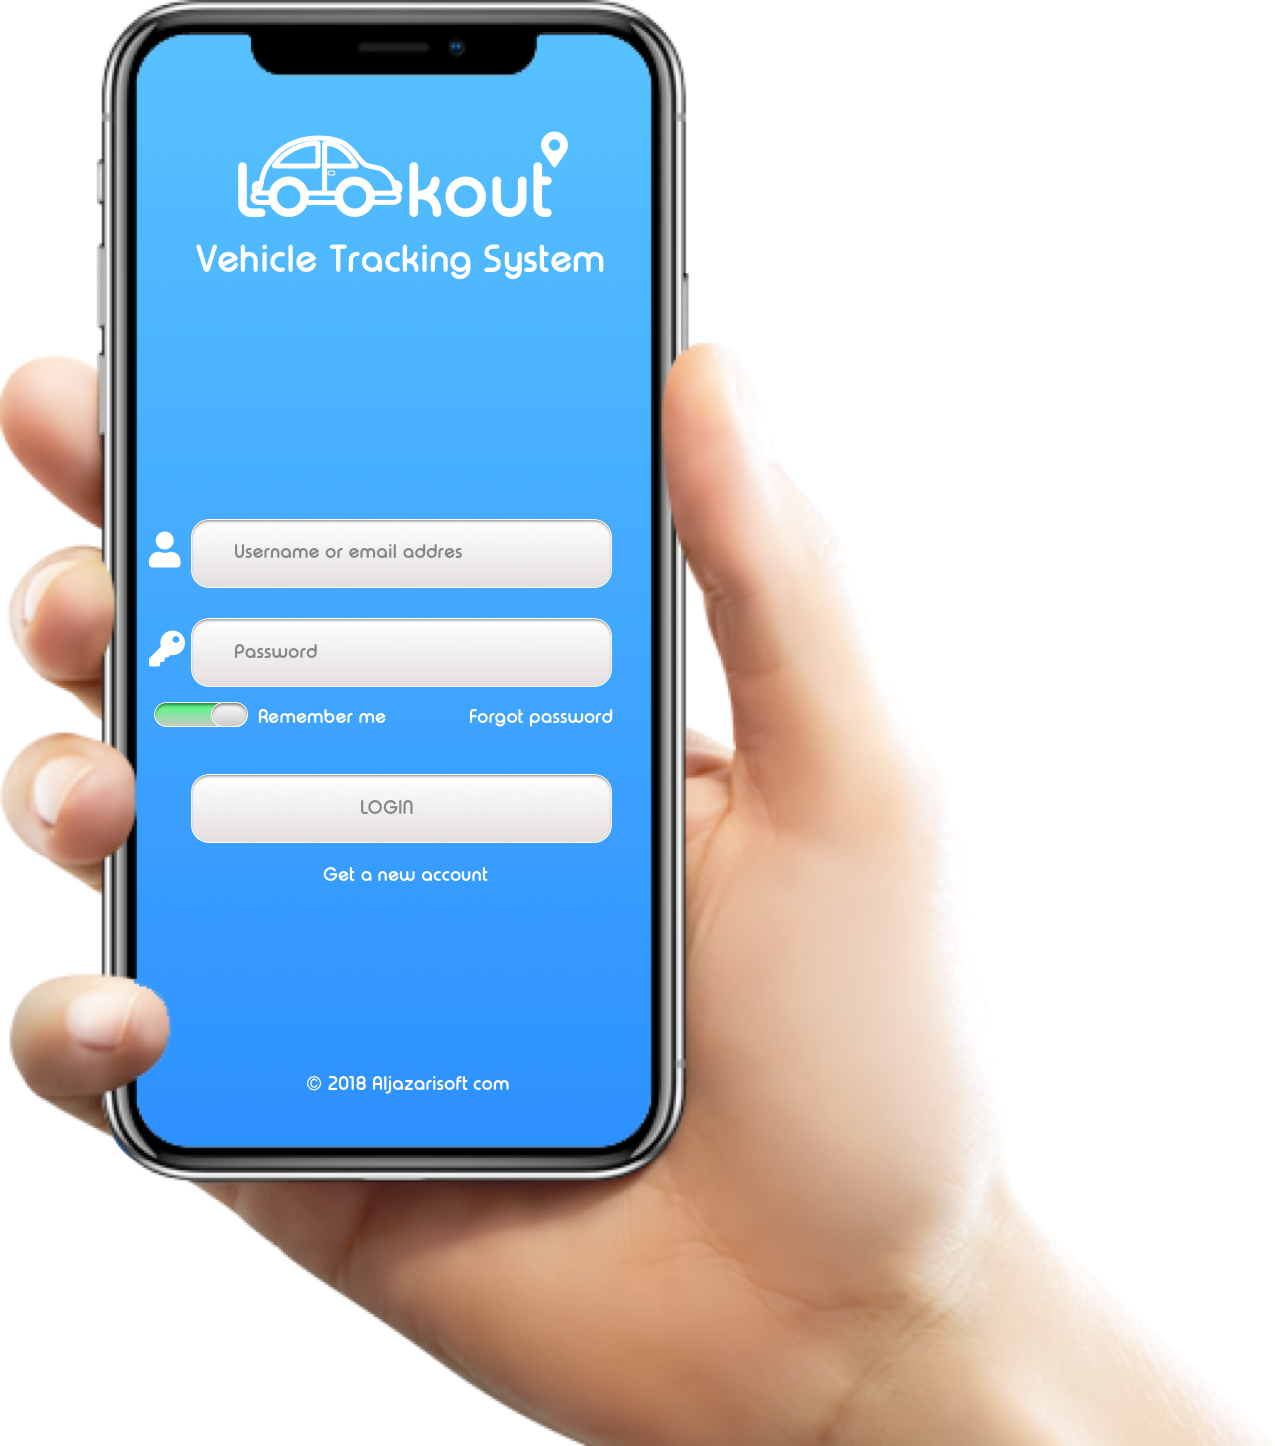 Lookout
Vehicle Tracking System
Username or email addres
Password
Remember me
Forgot password
LOGIN
Get a new account
© 2018 Aljazarisoft com